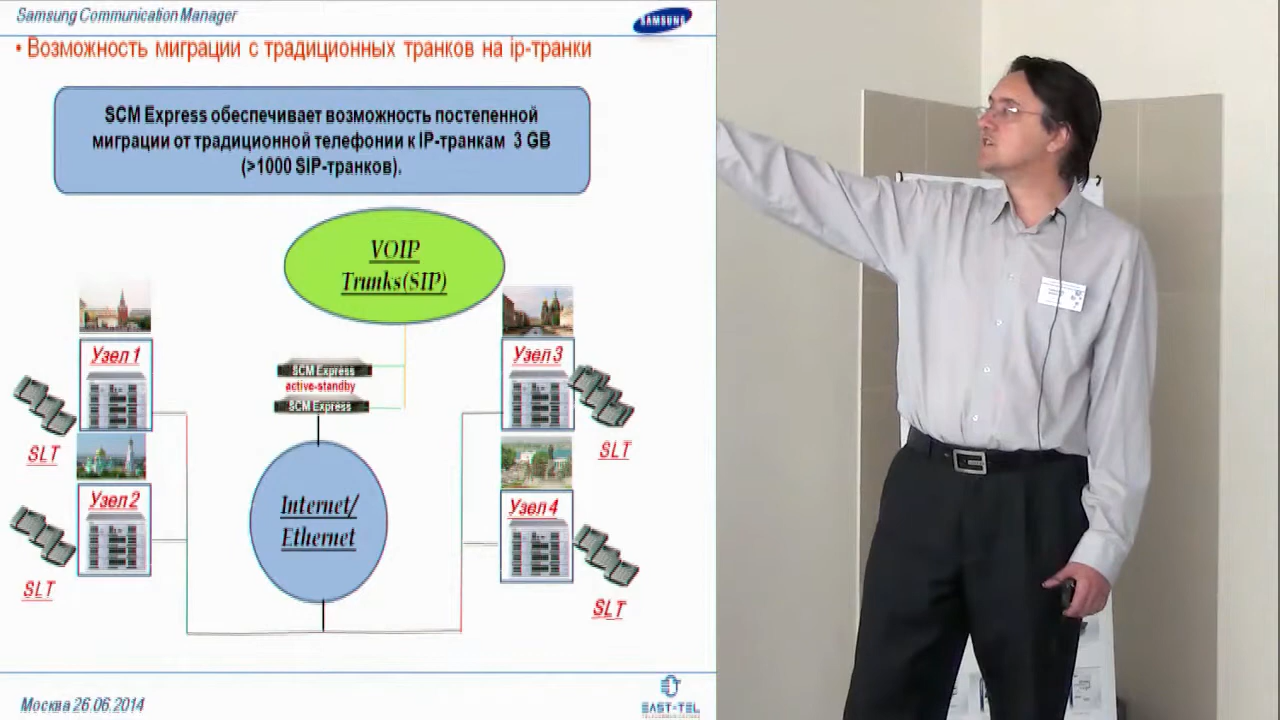 Samsung Communication Manager
SAMSUNG
• Возможность миграции с традиционных транков на ip-транки
SCM Express обеспечивает возможность постепенной
миграции от традиционной телефонии к IP-транкам 3 GB
(>1000 SIP-транков).
VOIP
Trunks(SIP)
Узел 1
SCM Express
active-standby
SCM Express
Узел 3
SLT
SLT
Узел 2
Internet/
Ethernet
Узел 4
SLT
SLT
Москва 26.06.2014
EAST-TEL